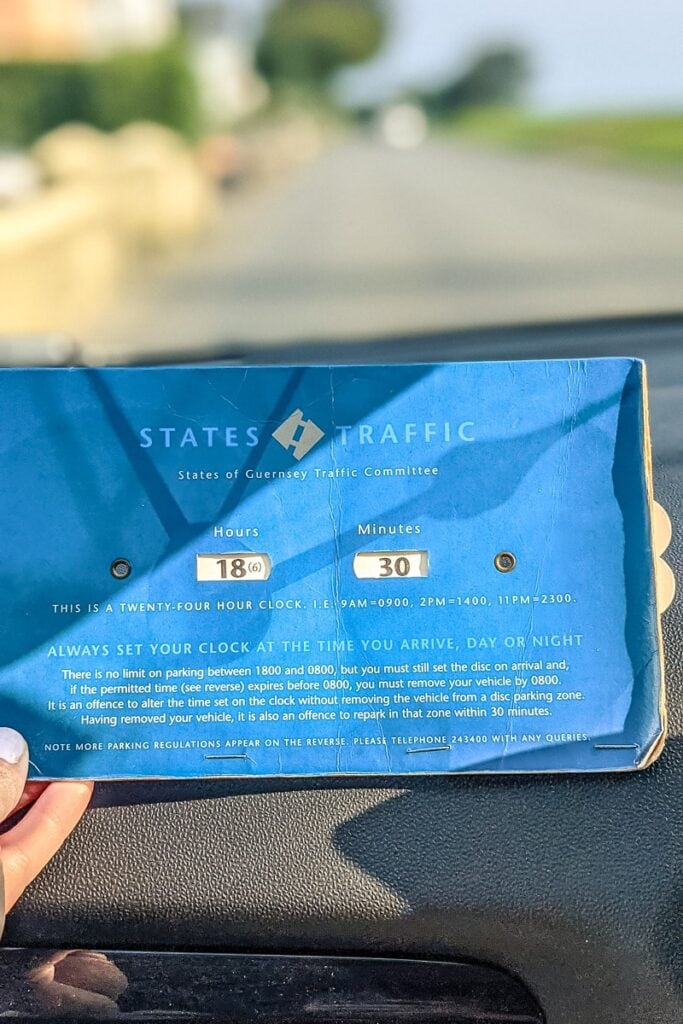 STATES TRAFFIC
States of Guernsey Traffic Committee
Hours Minutes
18(6) 30
THIS IS A TWENTY-FOUR HOUR CLOCK. I.E. 9AM=0900, 2PM=1400, 11PM=2300.
ALWAYS SET YOUR CLOCK AT THE TIME YOU ARRIVE, DAY OR NIGHT
There is no limit on parking between 1800 and 0800, but you must still set the disc on arrival and,
if the permitted time (see reverse) expires before 0800, you must remove your vehicle by 0800.
It is an offence to alter the time set on the clock without removing the vehicle from a disc parking zone.
Having removed your vehicle, it is also an offence to repark in that zone within 30 minutes.
NOTE MORE PARKING REGULATIONS APPEAR ON THE REVERSE. PLEASE TELEPHONE 243400 WITH ANY QUERIES.